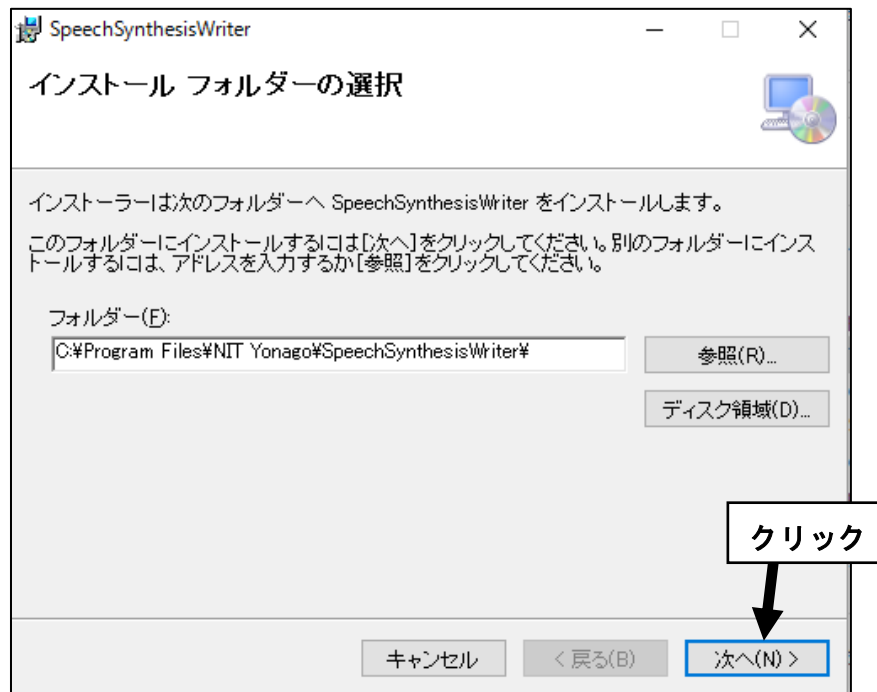 SpeechSynthesisWriter
インストール フォルダーの選択
インストーラーは次のフォルダーへ SpeechSynthesisWriter をインストールします。
このフォルダーにインストールするには[次へ]をクリックしてください。別のフォルダーにインス
トールするには、アドレスを入力するか[参照]をクリックしてください。
フォルダー(F):
C:¥Program Files¥NIT Yonago¥SpeechSynthesisWriter¥
参照(R)...
ディスク領域(D)...
クリック
キャンセル
< 戻る(B)
次へ(N) >